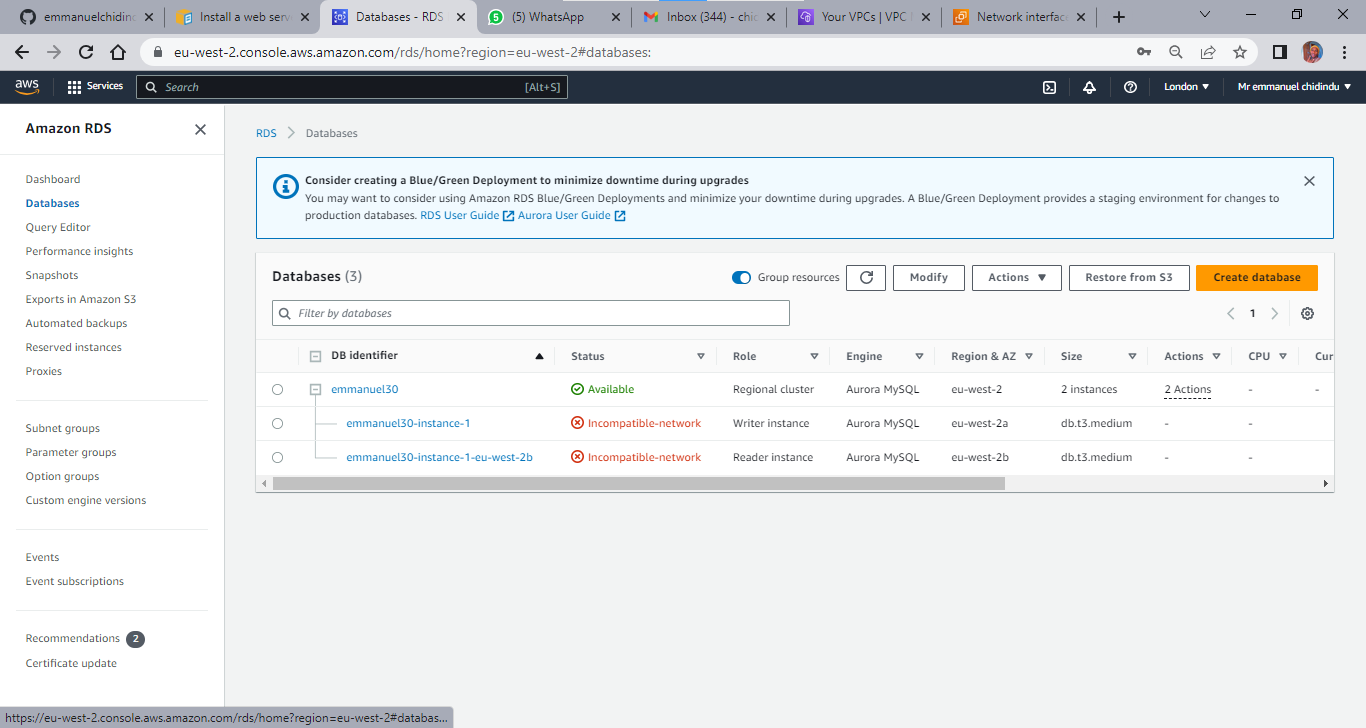 emmanuelchidind
Install a web serv
Databases - RDS
(5) WhatsApp
Inbox (344) - chid
Your VPCs | VPC M
Network interface
eu-west-2.console.aws.amazon.com/rds/home?region=eu-west-2#databases:
aws
Services
Search
[Alt+S]
London
Mr emmanuel chidindu
Amazon RDS
Dashboard
Databases
Query Editor
Performance insights
Snapshots
Exports in Amazon S3
Automated backups
Reserved instances
Proxies
Subnet groups
Parameter groups
Option groups
Custom engine versions
Events
Event subscriptions
Recommendations 2
Certificate update
RDS > Databases
Consider creating a Blue/Green Deployment to minimize downtime during upgrades
You may want to consider using Amazon RDS Blue/Green Deployments and minimize your downtime during upgrades. A Blue/Green Deployment provides a staging environment for changes to
production databases. RDS User Guide Aurora User Guide
Databases (3)
Group resources
Modify
Actions
Restore from S3
Create database
Filter by databases
1
DB identifier Status Role Engine Region & AZ Size Actions CPU Cur
emmanuel30 Available Regional cluster Aurora MySQL eu-west-2 2 instances 2 Actions - -
emmanuel30-instance-1 Incompatible-network Writer instance Aurora MySQL eu-west-2a db.t3.medium - -
emmanuel30-instance-1-eu-west-2b Incompatible-network Reader instance Aurora MySQL eu-west-2b db.t3.medium - -
https://eu-west-2.console.aws.amazon.com/rds/home?region=eu-west-2#databas...